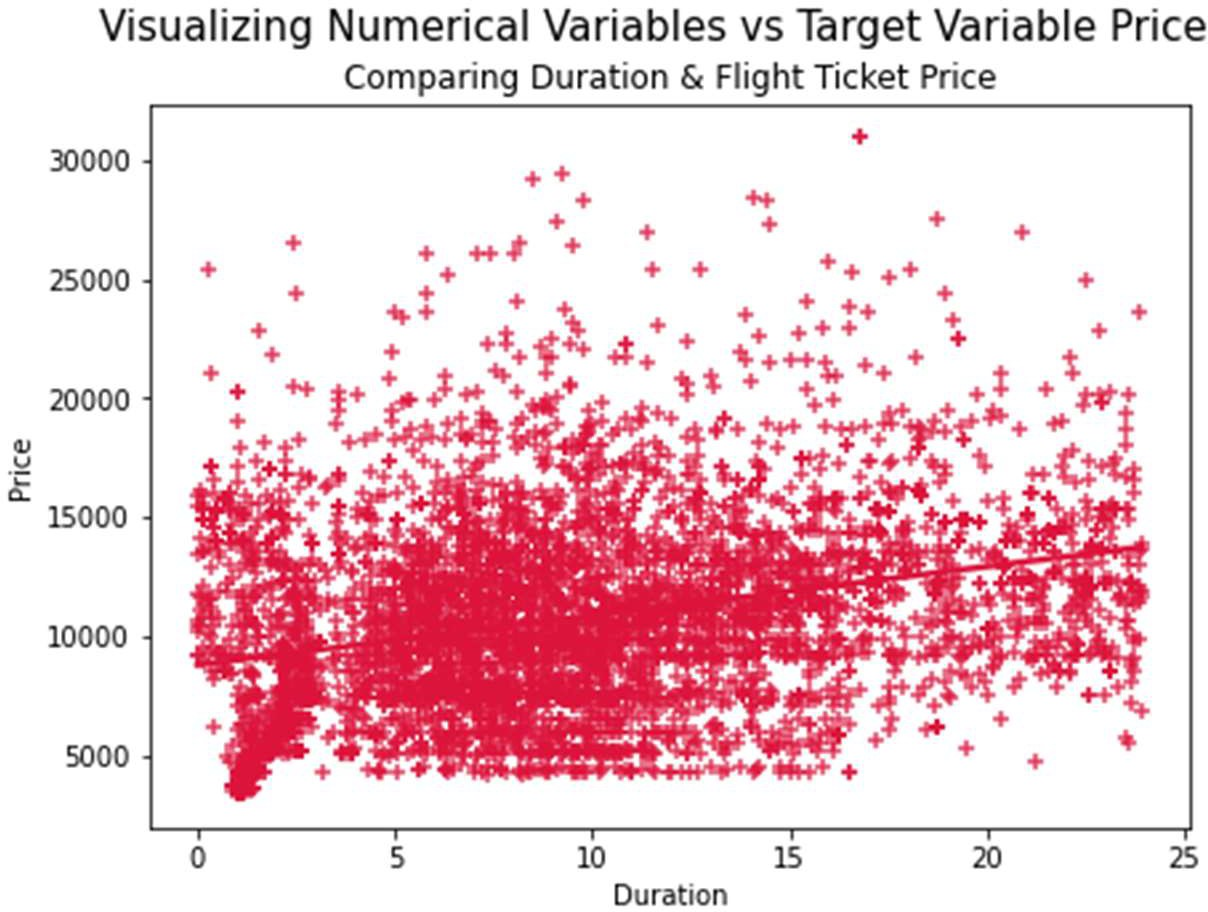 Visualizing Numerical Variables vs Target Variable Price
Comparing Duration & Flight Ticket Price
30000
25000
20000
15000
10000
5000
Price
0 5 10 15 20 25
Duration